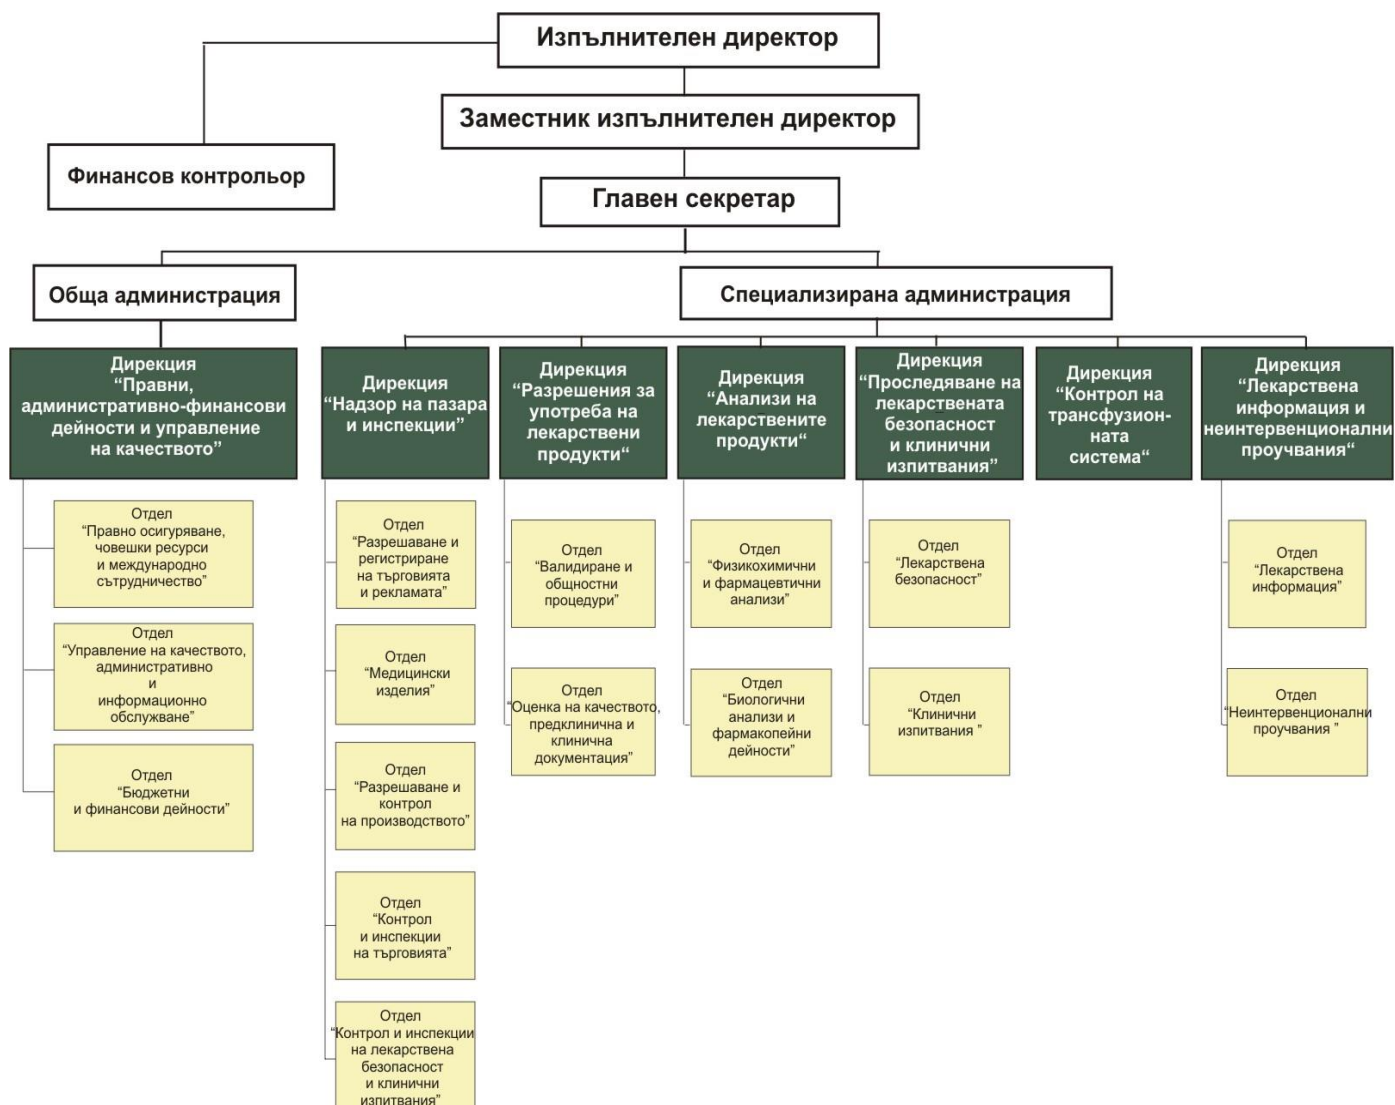 Изпълнителен директор
Заместник изпълнителен директор
Финансов контрольор
Главен секретар
Обща администрация
Специализирана администрация
Дирекция
“Правни,
административно-финансови
дейности и управление
на качеството”
Дирекция
“Надзор на пазара
и инспекции”
Дирекция
“Разрешения за
употреба на
лекарствени
продукти“
Дирекция
“Анализи на
лекарствените
продукти“
Дирекция
“Проследяване на
лекарствената
безопасност
и клинични
изпитвания”
Дирекция
“Контрол на
трансфузион-
ната
система“
Дирекция
“Лекарствена
информация и
неинтервенционални
проучвания“
Отдел
“Правно осигуряване,
човешки ресурси
и международно
сътрудничество”
Отдел
“Управление на качеството,
административно
и
информационно
обслужване”
Отдел
“Бюджетни
и финансови дейности”
Отдел
“Разрешаване и
регистриране
на търговията
и рекламата”
Отдел
“Медицински
изделия”
Отдел
“Разрешаване и
контрол
на производството”
Отдел
“Контрол
и инспекции
на търговията”
Отдел
“Контрол и инспекции
на лекарствена
безопасност
и клинични
изпитвания”
Отдел
“Валидиране и
общностни
процедури”
Отдел
“Оценка на качеството,
предклинична и
клинична
документация”
Отдел
“Физикохимични
и фармацевтични
анализи”
Отдел
“Биологични
анализи и
фармакопейни
дейности”
Отдел
“Лекарствена
безопасност”
Отдел
“Клинични
изпитвания ”
Отдел
“Лекарствена
информация”
Отдел
“Неинтервенционални
проучвания ”